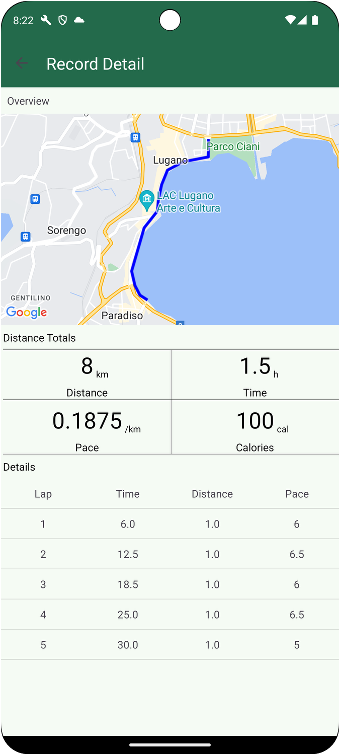 8:22
Record Detail
Overview
Parco Ciani
Lugano
LAC Lugano
Arte e Cultura
Sorengo
GENTILINO
Google
Paradiso
Distance Totals
8 km 1.5 h
Distance Time
0.1875 /km 100 cal
Pace Calories
Details
Lap Time Distance Pace
1 6.0 1.0 6
2 12.5 1.0 6.5
3 18.5 1.0 6
4 25.0 1.0 6.5
5 30.0 1.0 5